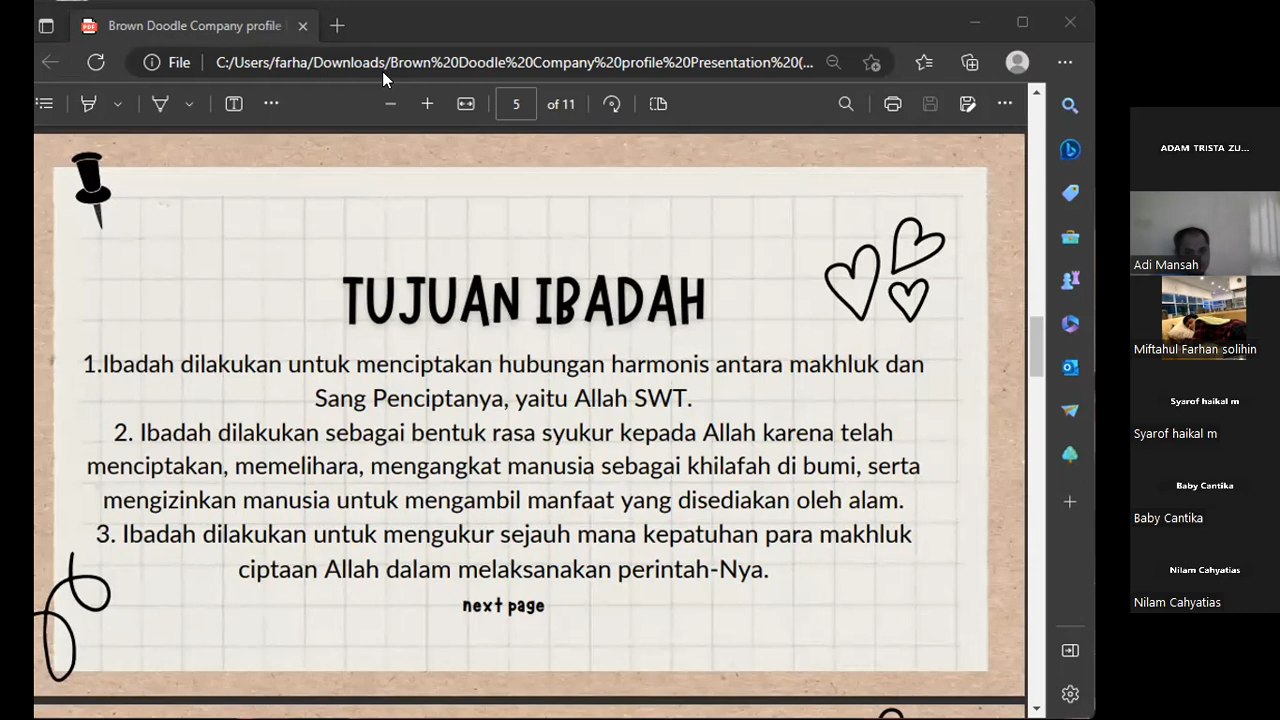 Brown Doodle Company profile
File
C:/Users/farha/Downloads/Brown%20Doodle%20Company%20profile%20Presentation%20(...
5 of 11
TUJUAN IBADAH
1.Ibadah dilakukan untuk menciptakan hubungan harmonis antara makhluk dan
Sang Penciptanya, yaitu Allah SWT.
2. Ibadah dilakukan sebagai bentuk rasa syukur kepada Allah karena telah
menciptakan, memelihara, mengangkat manusia sebagai khilafah di bumi, serta
mengizinkan manusia untuk mengambil manfaat yang disediakan oleh alam.
3. Ibadah dilakukan untuk mengukur sejauh mana kepatuhan para makhluk
ciptaan Allah dalam melaksanakan perintah-Nya.
next page
ADAM TRISTA ZU...
Adi Mansah
Miftahul Farhan solihin
Syarof haikal m
Syarof haikal m
Baby Cantika
Baby Cantika
Nilam Cahyatias
Nilam Cahyatias